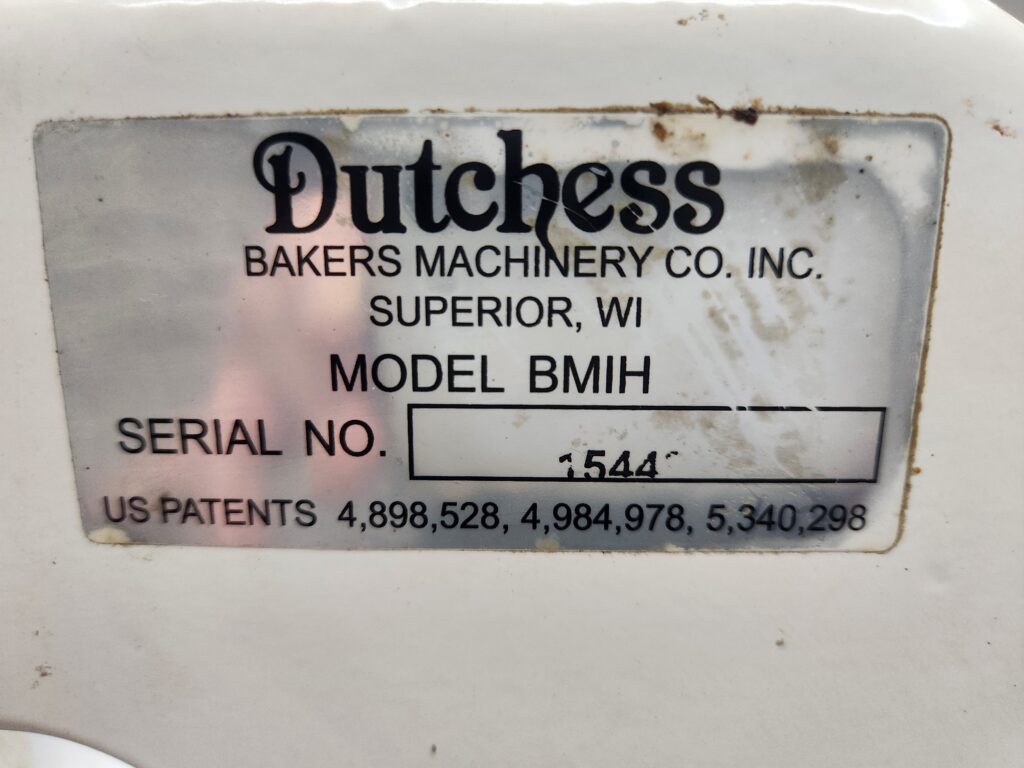 Dutchess
BAKERS MACHINERY CO. INC.
SUPERIOR, WI
MODEL BMIH
SERIAL NO.
US PATENTS 4,898,528, 4,984,978, 5,340,298